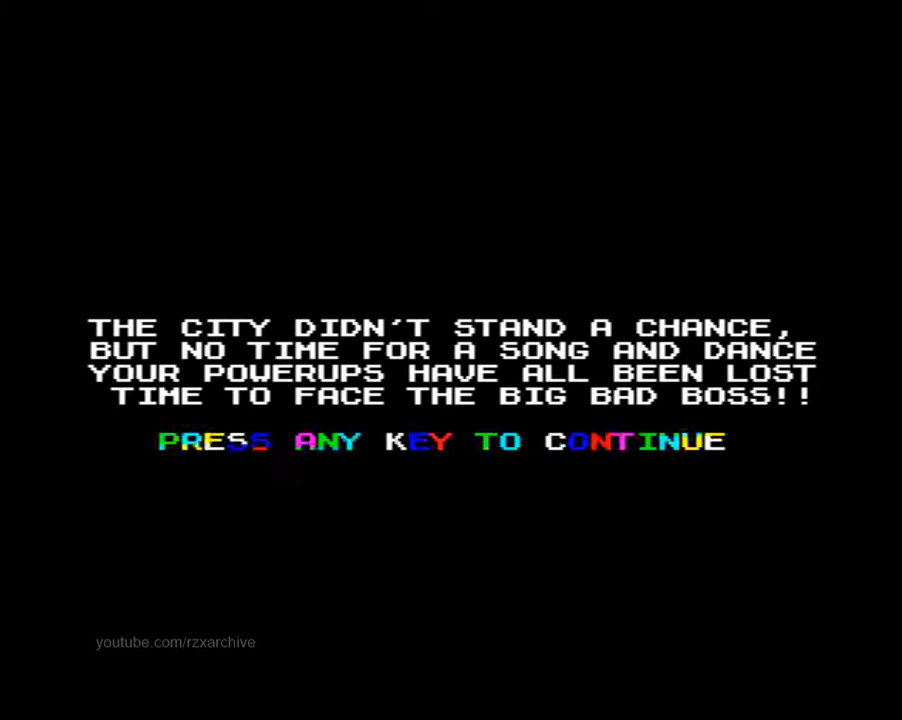 THE CITY DIDN'T STAND A CHANCE,
BUT NO TIME FOR A SONG AND DANCE
YOUR POWERUPS HAVE ALL BEEN LOST
TIME TO FACE THE BIG BAD BOSS!!
PRESS ANY KEY TO CONTINUE
youtube.com/rzxarchive